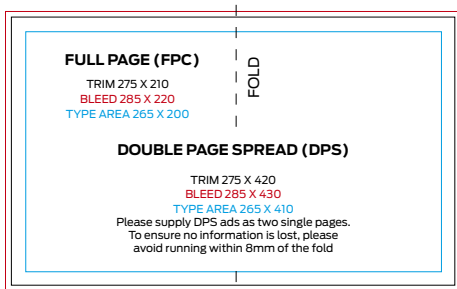 FULL PAGE (FPC)
TRIM 275 X 210
BLEED 285 X 220
TYPE AREA 265 X 200
FOLD
DOUBLE PAGE SPREAD (DPS)
TRIM 275 X 420
BLEED 285 X 430
TYPE AREA 265 X 410
Please supply DPS ads as two single pages.
To ensure no information is lost, please
avoid running within 8mm of the fold